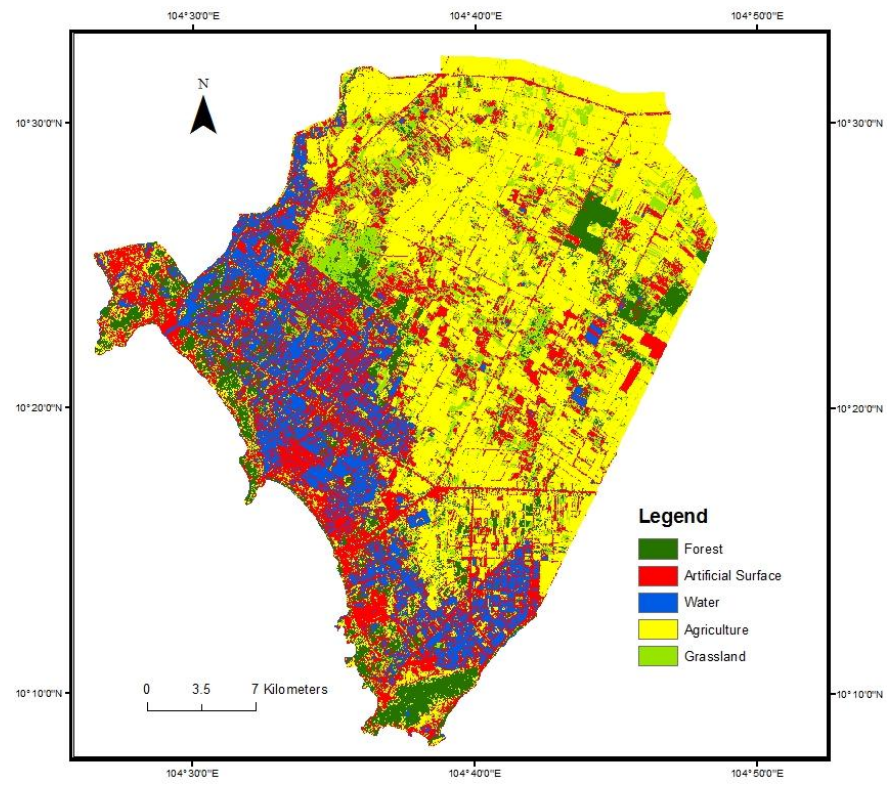 104°30'0"E 104°40'0"E 104°50'0"E
N
10°30'0"N 10°30'0"N
10°20'0"N 10°20'0"N
Legend
Forest
Artificial Surface
Water
Agriculture
Grassland
0 3.5 7 Kilometers
10°10'0"N 10°10'0"N
104°30'0"E 104°40'0"E 104°50'0"E